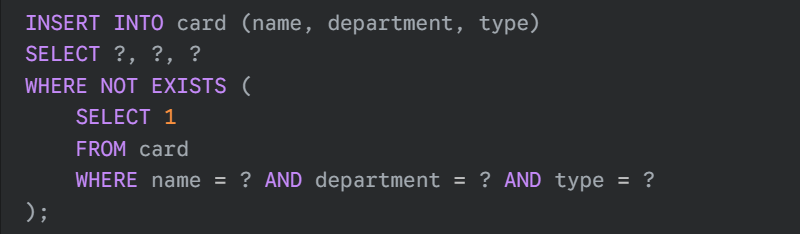 INSERT INTO card (name, department, type)
SELECT ?, ?, ?
WHERE NOT EXISTS (
    SELECT 1
    FROM card
    WHERE name = ? AND department = ? AND type = ?
);